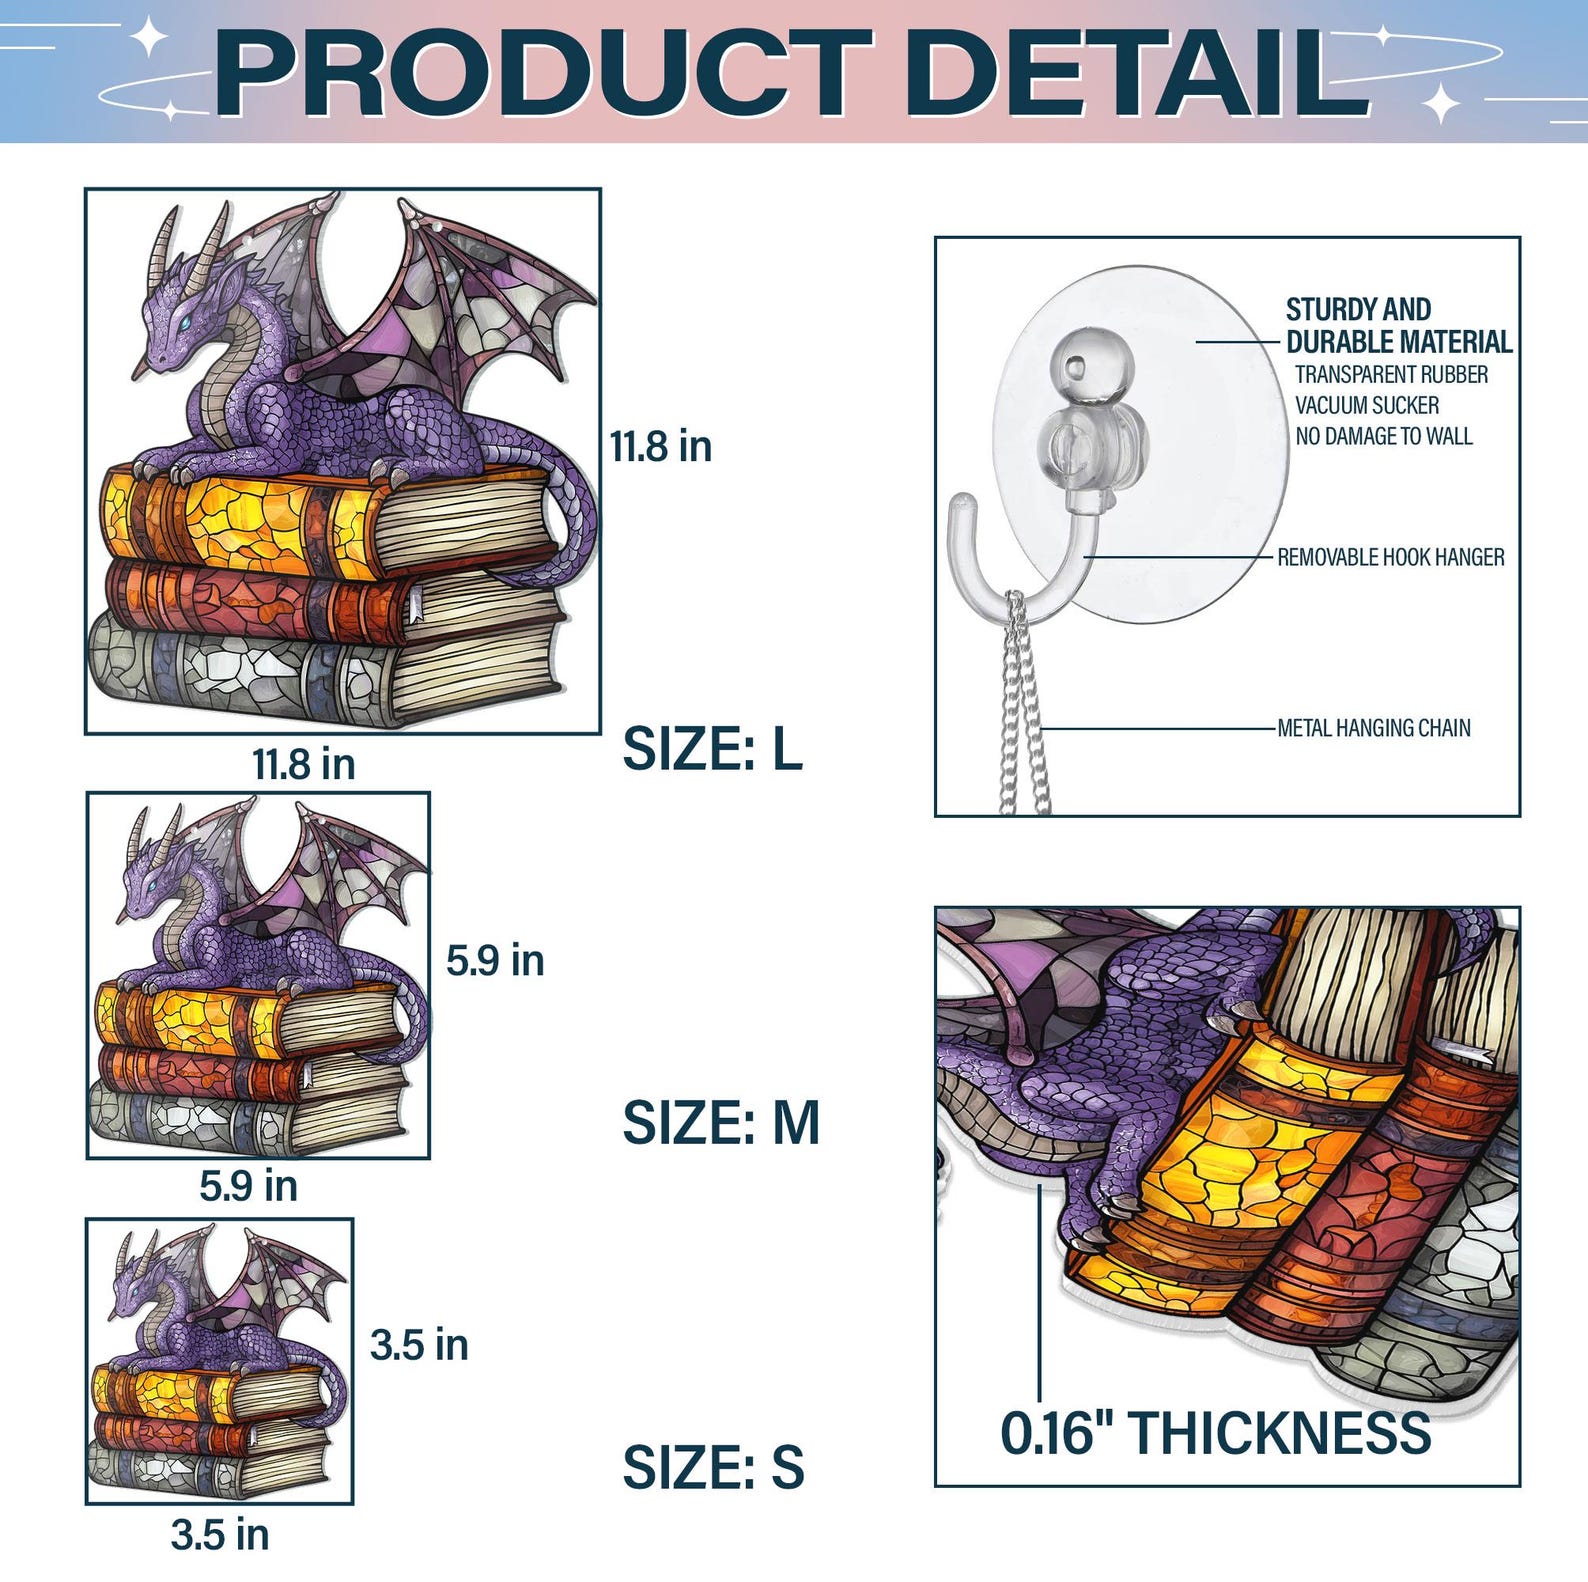 PRODUCT DETAIL
11.8 in
11.8 in
SIZE: L
5.9 in
5.9 in
SIZE: M
3.5 in
3.5 in
SIZE: S
STURDY AND
DURABLE MATERIAL
TRANSPARENT RUBBER
VACUUM SUCKER
NO DAMAGE TO WALL
REMOVABLE HOOK HANGER
METAL HANGING CHAIN
0.16" THICKNESS